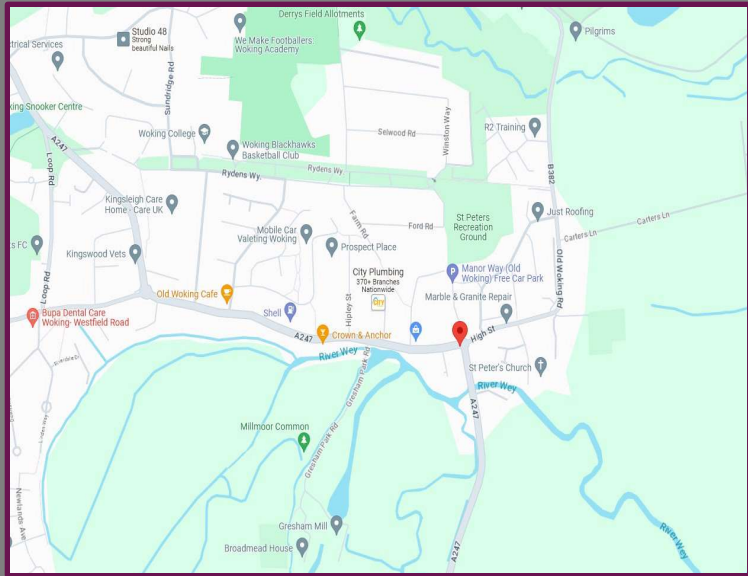 Derrys Field Allotments
Studio 48
Strong
beautiful Nails
We Make Footballers
Woking Academy
Pilgrims
ctrical Services
Sundridge Rd
king Snooker Centre
Woking College
Woking Blackhawks
Basketball Club
Selwood Rd
Winston Way
R2 Training
A247
Loop Rd
Rydens Wy.
Rydens Wy
B382
Kingsleigh Care
Home - Care UK
Farm Rd
Ford Rd
St Peters
Recreation
Ground
Just Roofing
Carters Ln
Carters Ln
s FC
Kingswood Vets
Mobile Car
Valeting Woking
Prospect Place
Old Woking Rd
City Plumbing
370+ Branches
Nationwide
City
Manor Way (Old
Woking) Free Car Park
Loop Rd
Old Woking Cafe
Hipley St
Marble & Granite Repair
Bupa Dental Care
Woking- Westfield Road
Shell
A247
Crown & Anchor
High St
River Wey
Gresham Park Rd
St Peter's Church
River Wey
A247
Millmoor Common
Gresham Park Rd
Newlands Ave
Gresham Mill
River Wey
Broadmead House
A247